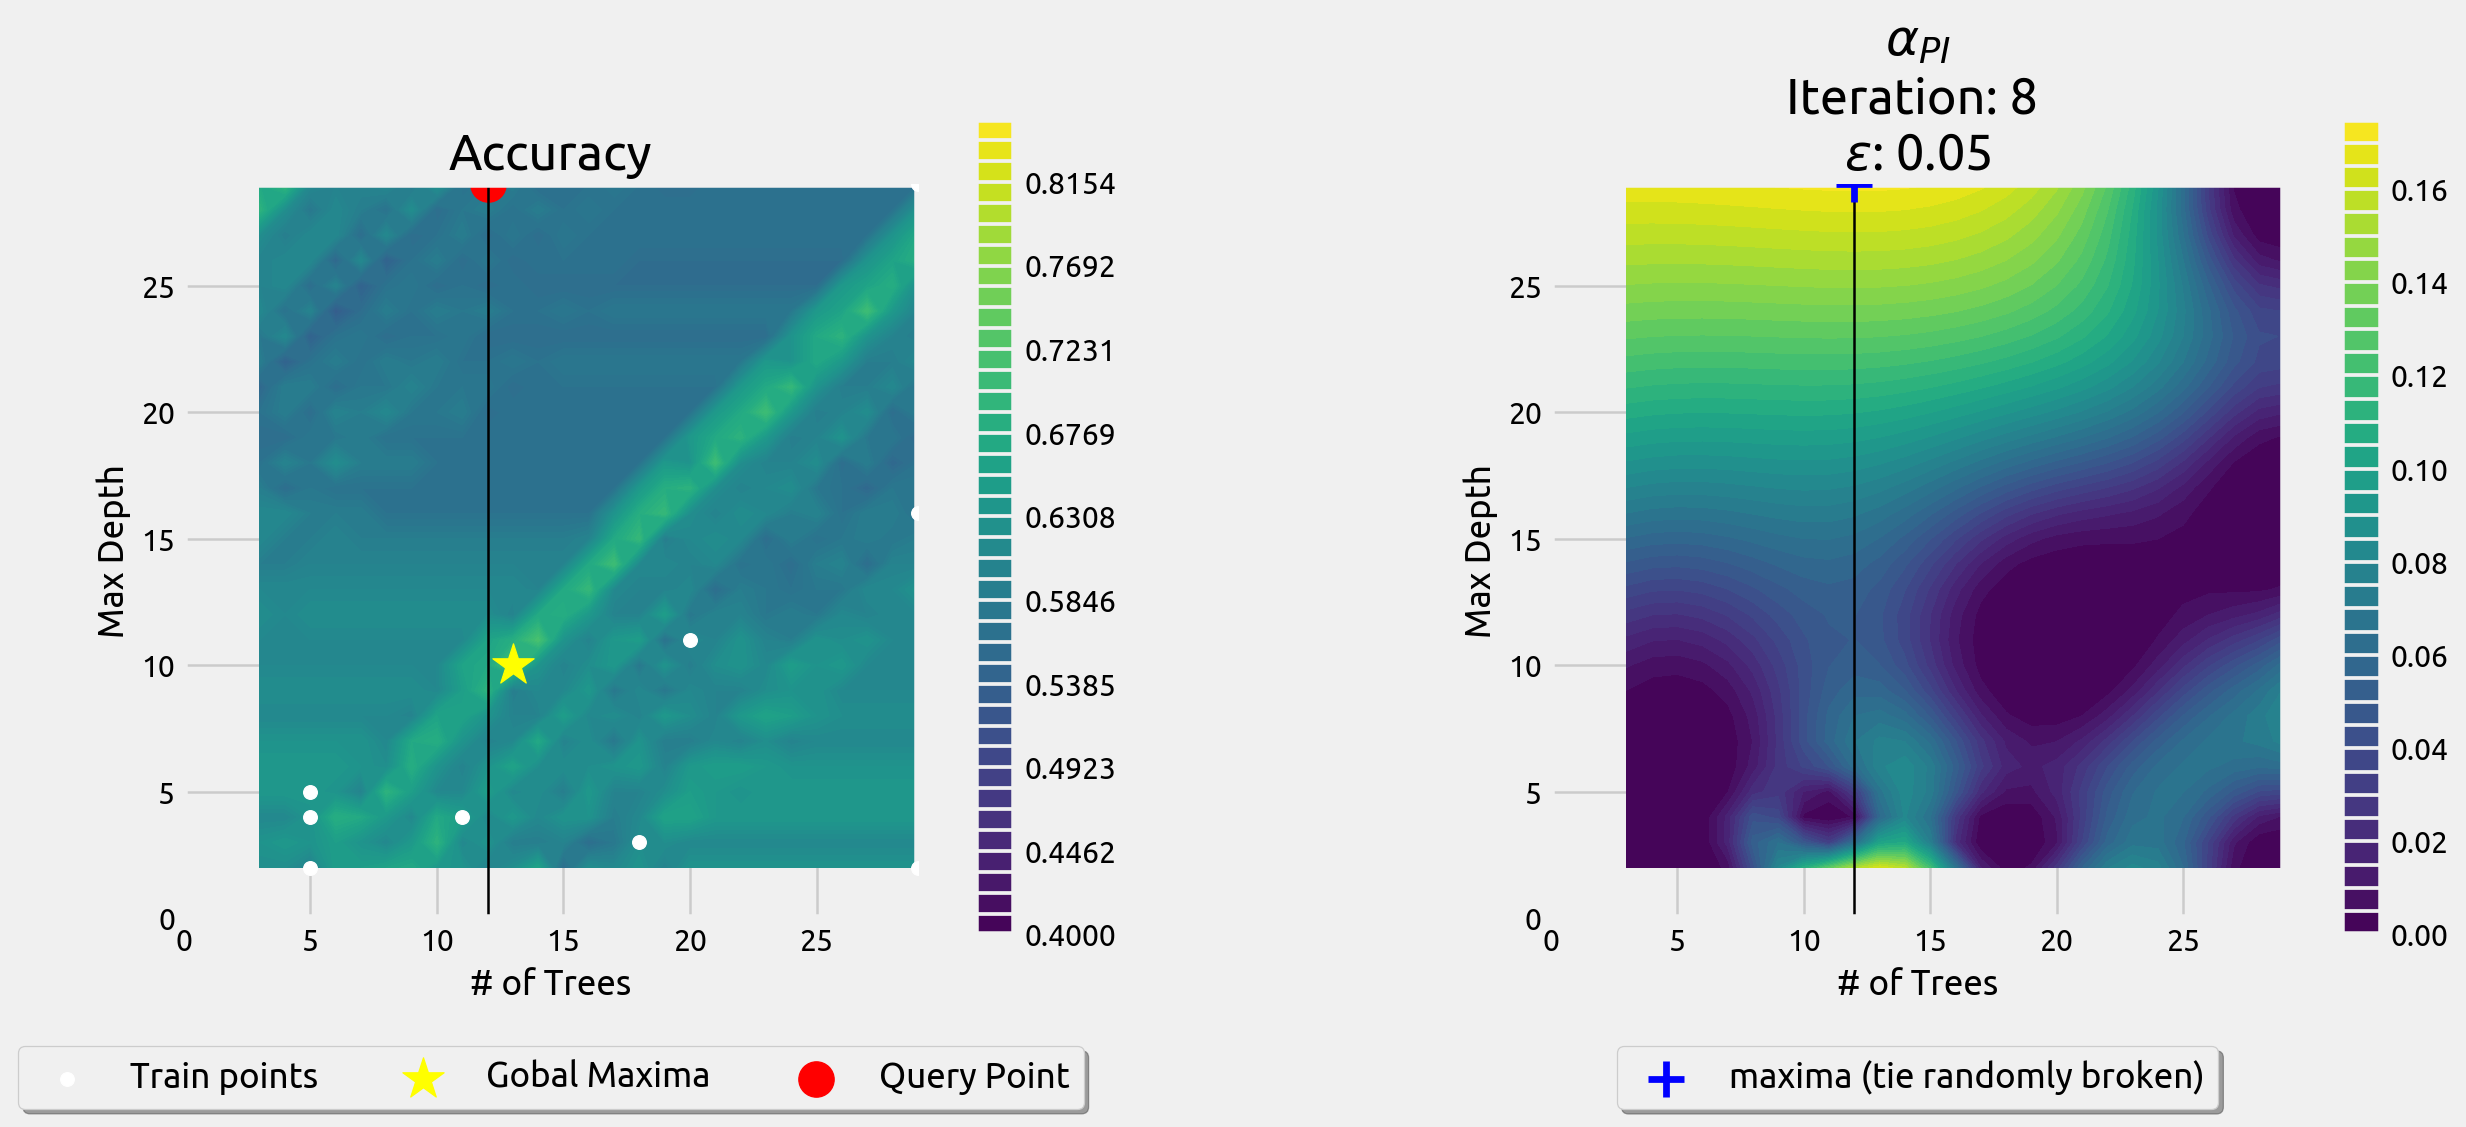 Accuracy
25
20
15
10
5
0
0 5 10 15 20 25
Max Depth
# of Trees
0.8154
0.7692
0.7231
0.6769
0.6308
0.5846
0.5385
0.4923
0.4462
0.4000
Train points Gobal Maxima Query Point
α_PI
Iteration: 8
ε: 0.05
25
20
15
10
5
0
0 5 10 15 20 25
Max Depth
# of Trees
0.16
0.14
0.12
0.10
0.08
0.06
0.04
0.02
0.00
maxima (tie randomly broken)